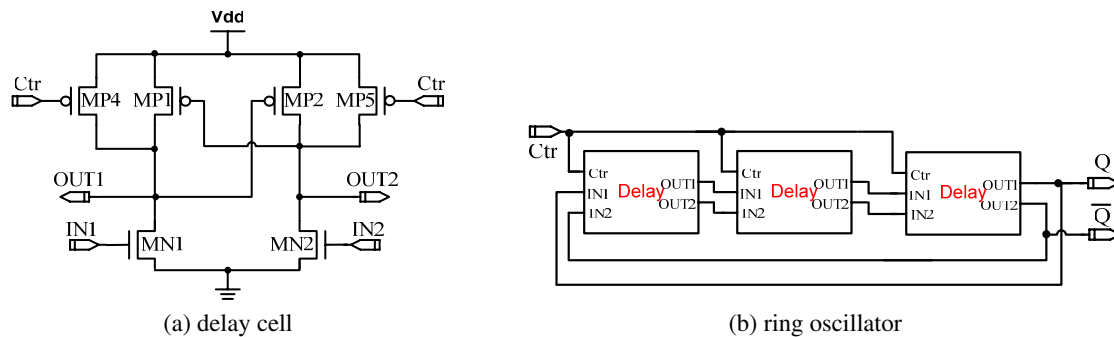 Vdd
Ctr
MP4
MP1
MP2
MP5
Ctr
OUT1
OUT2
IN1
MN1
MN2
IN2
(a) delay cell
Ctr
Ctr
IN1
IN2
Delay
OUT1
OUT2
Ctr
IN1
IN2
Delay
OUT1
OUT2
Ctr
IN1
IN2
Delay
OUT1
OUT2
Q
Q̅
(b) ring oscillator